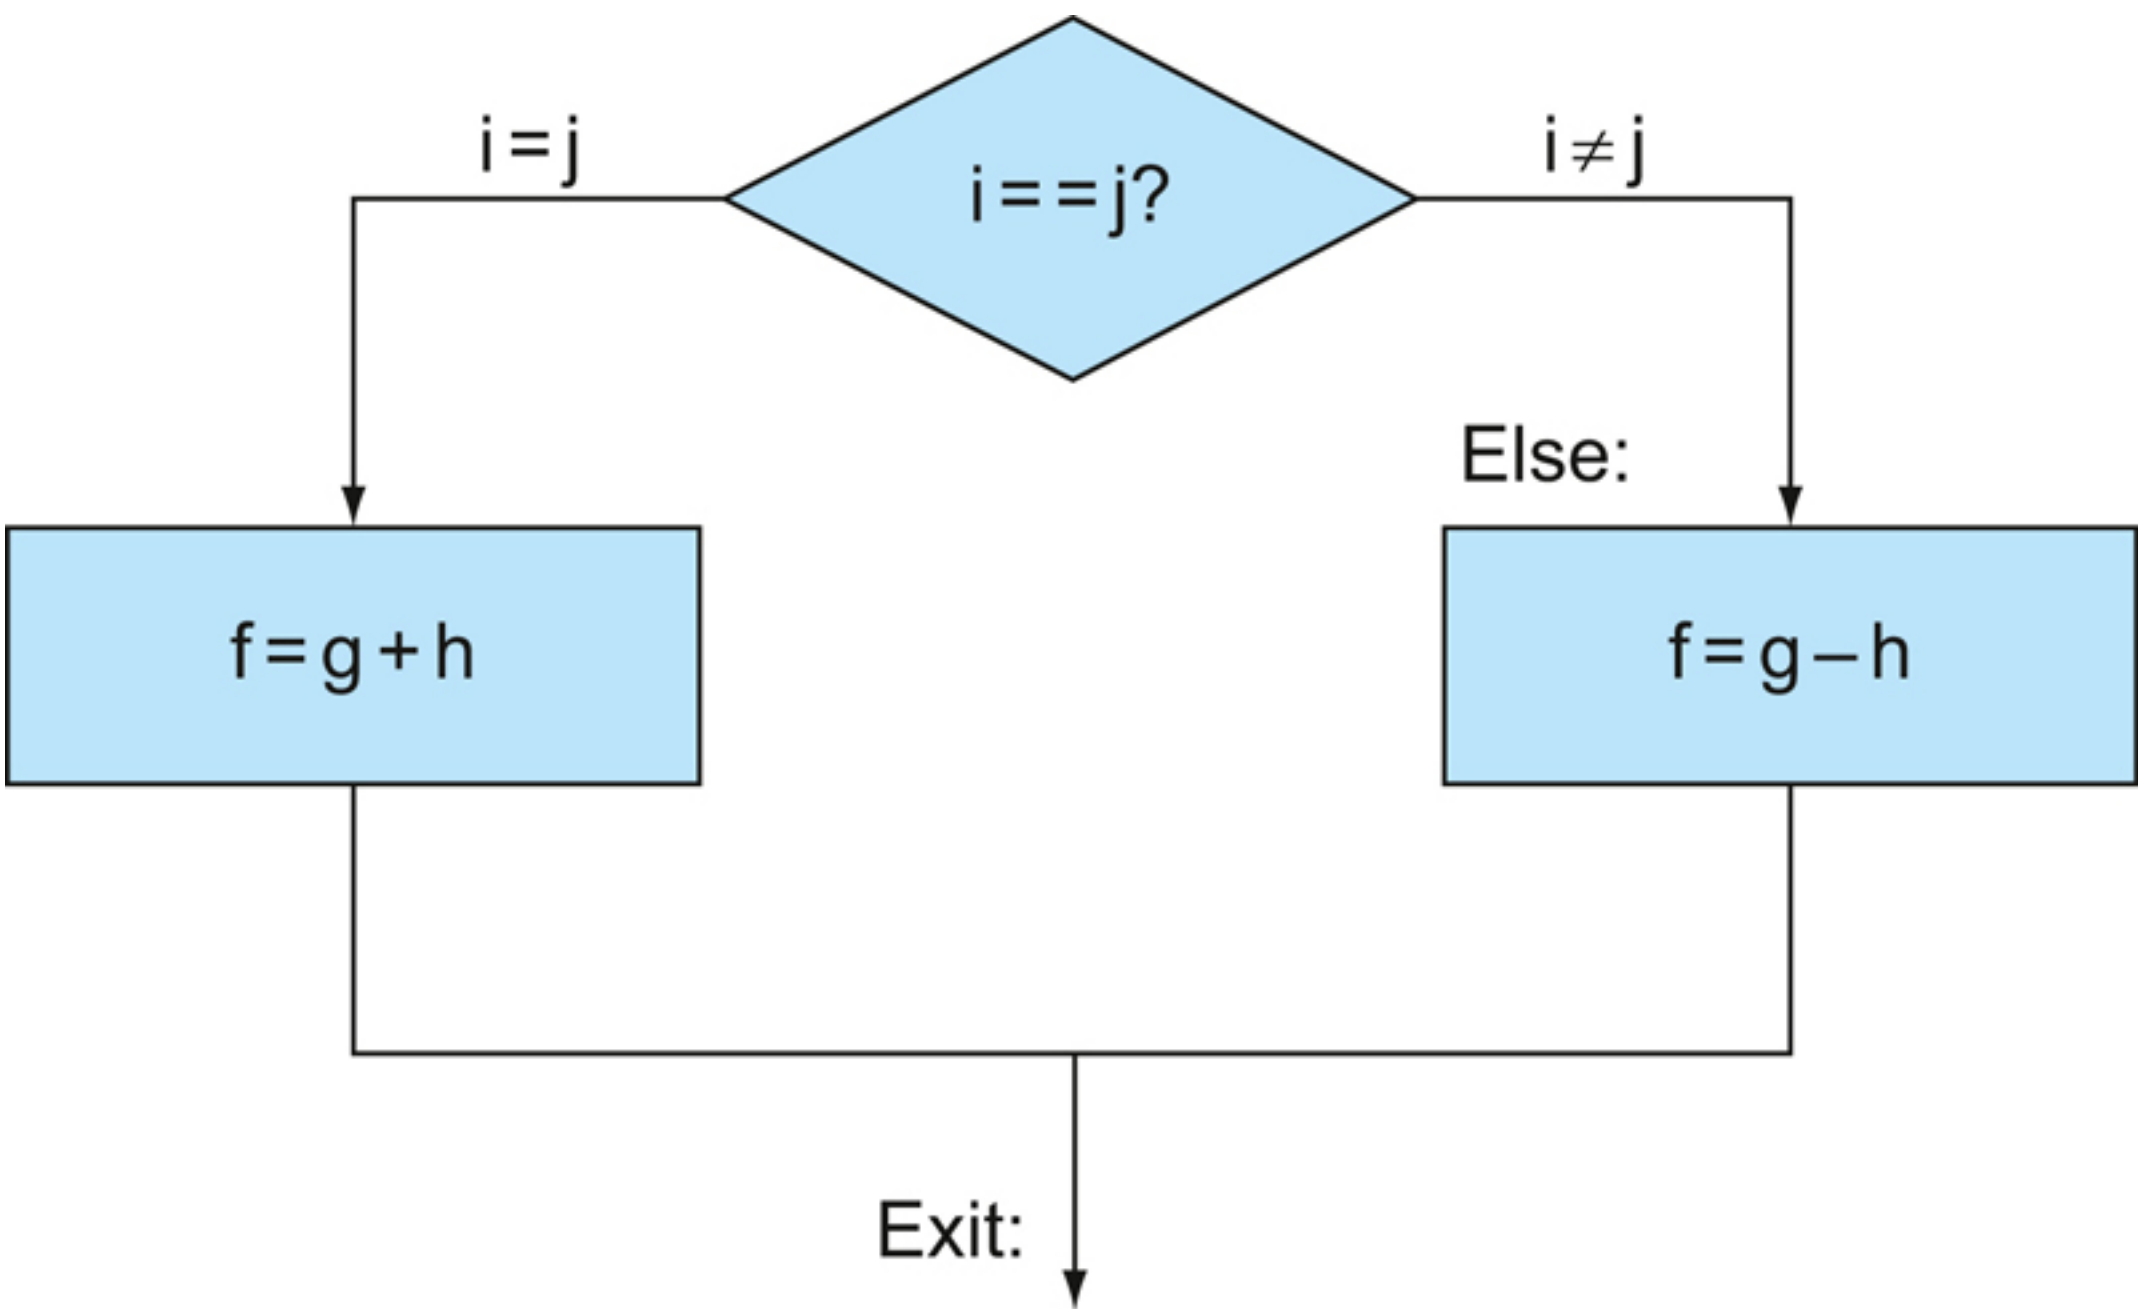 i = j
i = = j?
i ≠ j
Else:
f = g + h
f = g – h
Exit: